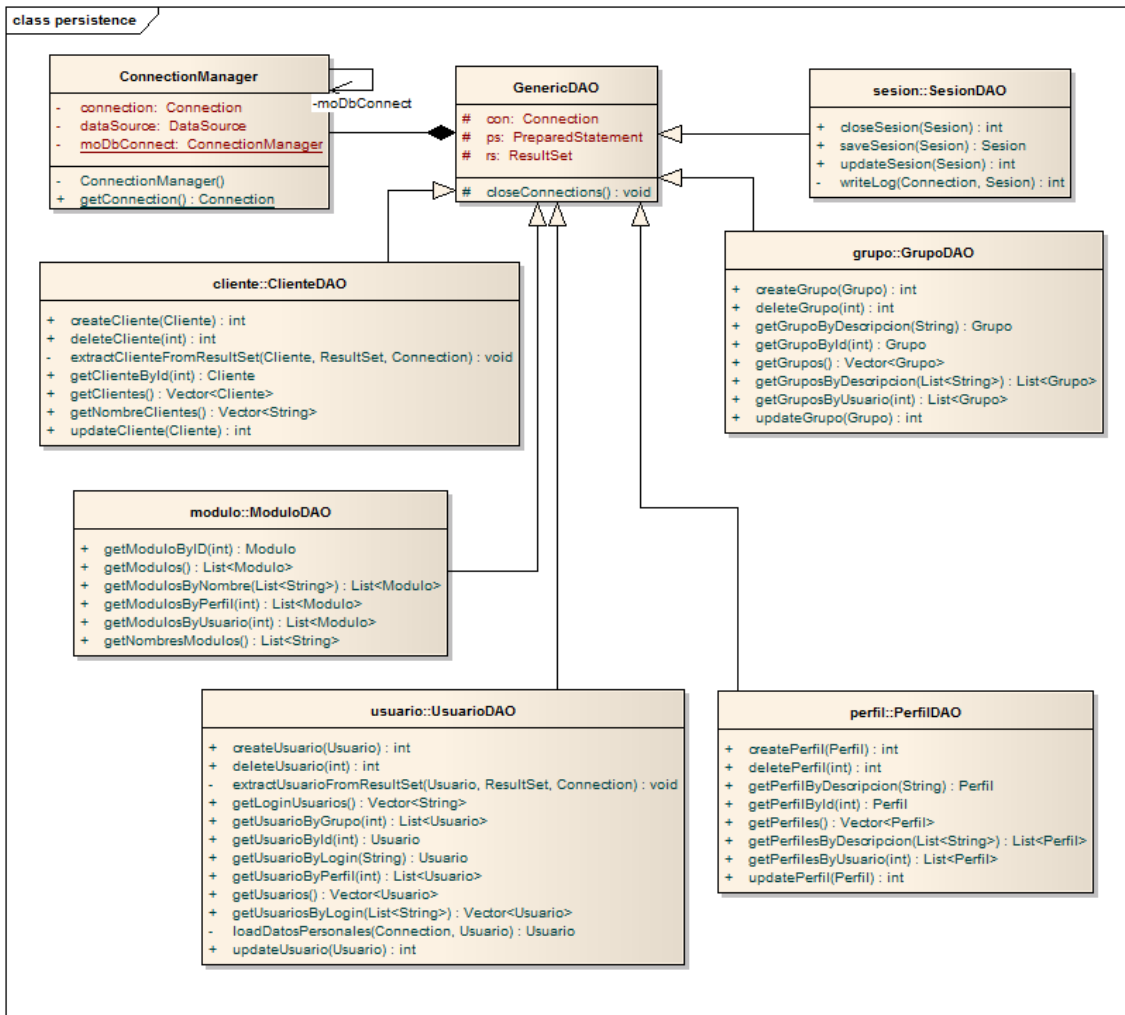 class persistence
ConnectionManager
- connection: Connection
- dataSource: DataSource
- moDbConnect: ConnectionManager
- ConnectionManager()
+ getConnection() : Connection
-moDbConnect
GenericDAO
# con: Connection
# ps: PreparedStatement
# rs: ResultSet
# closeConnections() : void
sesion::SesionDAO
+ closeSesion(Sesion) : int
+ saveSesion(Sesion) : Sesion
+ updateSesion(Sesion) : int
- writeLog(Connection, Sesion) : int
grupo::GrupoDAO
+ createGrupo(Grupo) : int
+ deleteGrupo(int) : int
+ getGrupoByDescripcion(String) : Grupo
+ getGrupoById(int) : Grupo
+ getGrupos() : Vector<Grupo>
+ getGruposByDescripcion(List<String>) : List<Grupo>
+ getGruposByUsuario(int) : List<Grupo>
+ updateGrupo(Grupo) : int
cliente::ClienteDAO
+ createCliente(Cliente) : int
+ deleteCliente(int) : int
- extractClienteFromResultSet(Cliente, ResultSet, Connection) : void
+ getClienteById(int) : Cliente
+ getClientes() : Vector<Cliente>
+ getNombreClientes() : Vector<String>
+ updateCliente(Cliente) : int
modulo::ModuloDAO
+ getModuloByID(int) : Modulo
+ getModulos() : List<Modulo>
+ getModulosByNombre(List<String>) : List<Modulo>
+ getModulosByPerfil(int) : List<Modulo>
+ getModulosByUsuario(int) : List<Modulo>
+ getNombresModulos() : List<String>
usuario::UsuarioDAO
+ createUsuario(Usuario) : int
+ deleteUsuario(int) : int
- extractUsuarioFromResultSet(Usuario, ResultSet, Connection) : void
+ getLoginUsuarios() : Vector<String>
+ getUsuarioByGrupo(int) : List<Usuario>
+ getUsuarioById(int) : Usuario
+ getUsuarioByLogin(String) : Usuario
+ getUsuarioByPerfil(int) : List<Usuario>
+ getUsuarios() : Vector<Usuario>
+ getUsuariosByLogin(List<String>) : Vector<Usuario>
- loadDatosPersonales(Connection, Usuario) : Usuario
+ updateUsuario(Usuario) : int
perfil::PerfilDAO
+ createPerfil(Perfil) : int
+ deletePerfil(int) : int
+ getPerfilByDescripcion(String) : Perfil
+ getPerfilById(int) : Perfil
+ getPerfiles() : Vector<Perfil>
+ getPerfilesByDescripcion(List<String>) : List<Perfil>
+ getPerfilesByUsuario(int) : List<Perfil>
+ updatePerfil(Perfil) : int